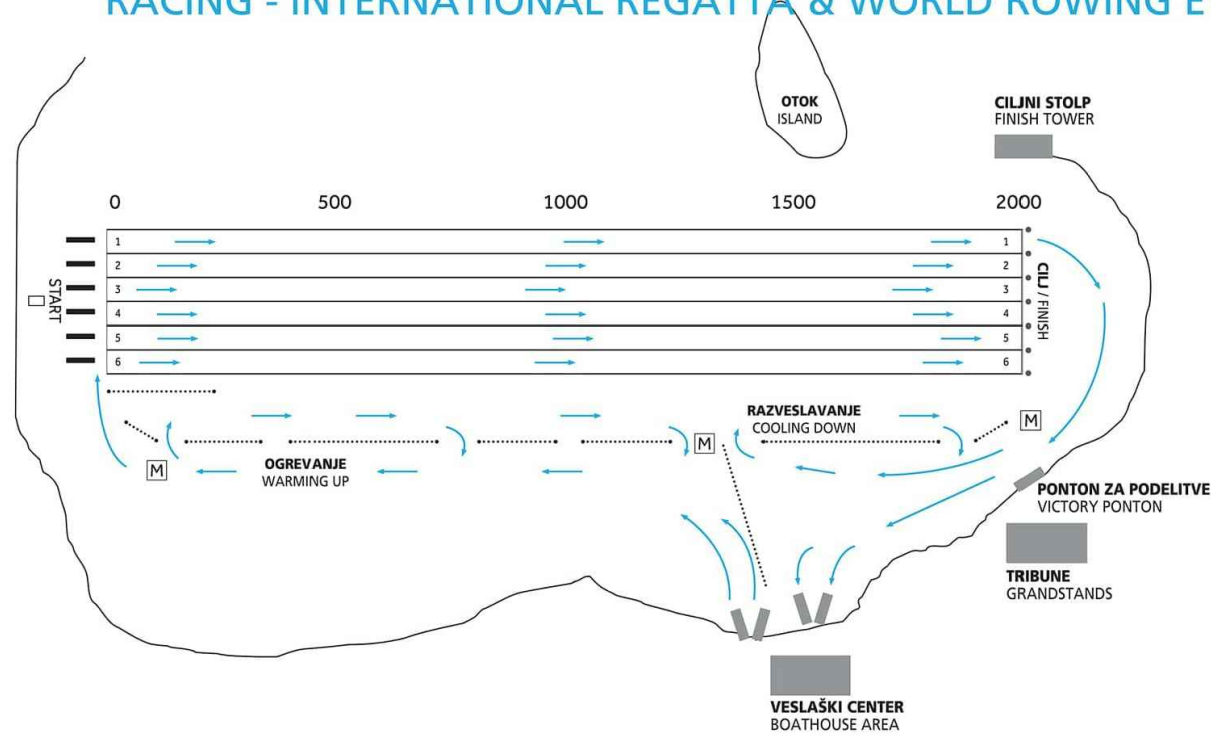 RACING - INTERNATIONAL REGATTA & WORLD ROWING E
OTOK
ISLAND
CILJNI STOLP
FINISH TOWER
0 500 1000 1500 2000
1 1
2 2
3 3
4 4
5 5
6 6
START
CILJ / FINISH
RAZVESLAVANJE
COOLING DOWN
M
M
M
OGREVANJE
WARMING UP
PONTON ZA PODELITVE
VICTORY PONTON
TRIBUNE
GRANDSTANDS
VESLAŠKI CENTER
BOATHOUSE AREA